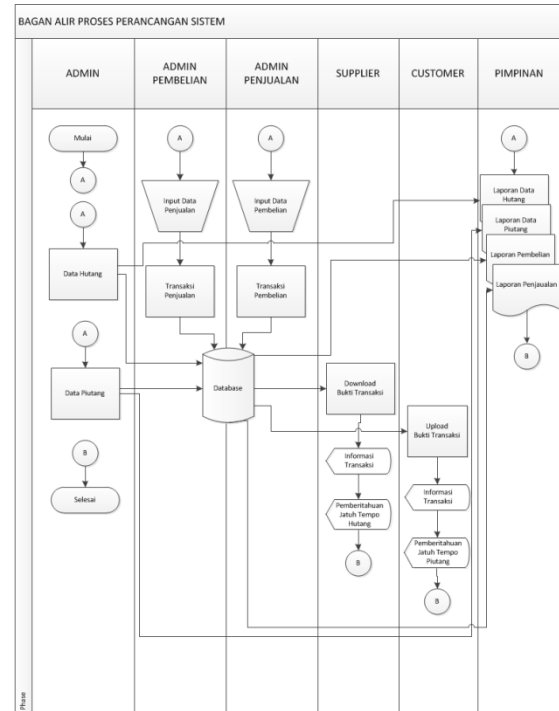 BAGAN ALIR PROSES PERANCANGAN SISTEM
ADMIN
ADMIN
PEMBELIAN
ADMIN
PENJUALAN
SUPPLIER
CUSTOMER
PIMPINAN
Mulai
A
A
Data Hutang
A
Data Piutang
B
Selesai
A
Input Data
Penjualan
Transaksi
Penjualan
A
Input Data
Pembelian
Transaksi
Pembelian
Database
Download
Bukti Transaksi
Informasi
Transaksi
Pemberitahuan
Jatuh Tempo
Hutang
B
Upload
Bukti Transaksi
Informasi
Transaksi
Pemberitahuan
Jatuh Tempo
Piutang
B
A
Laporan Data
Hutang
Laporan Data
Piutang
Laporan Pembelian
Laporan Penjaualan
B
Phase